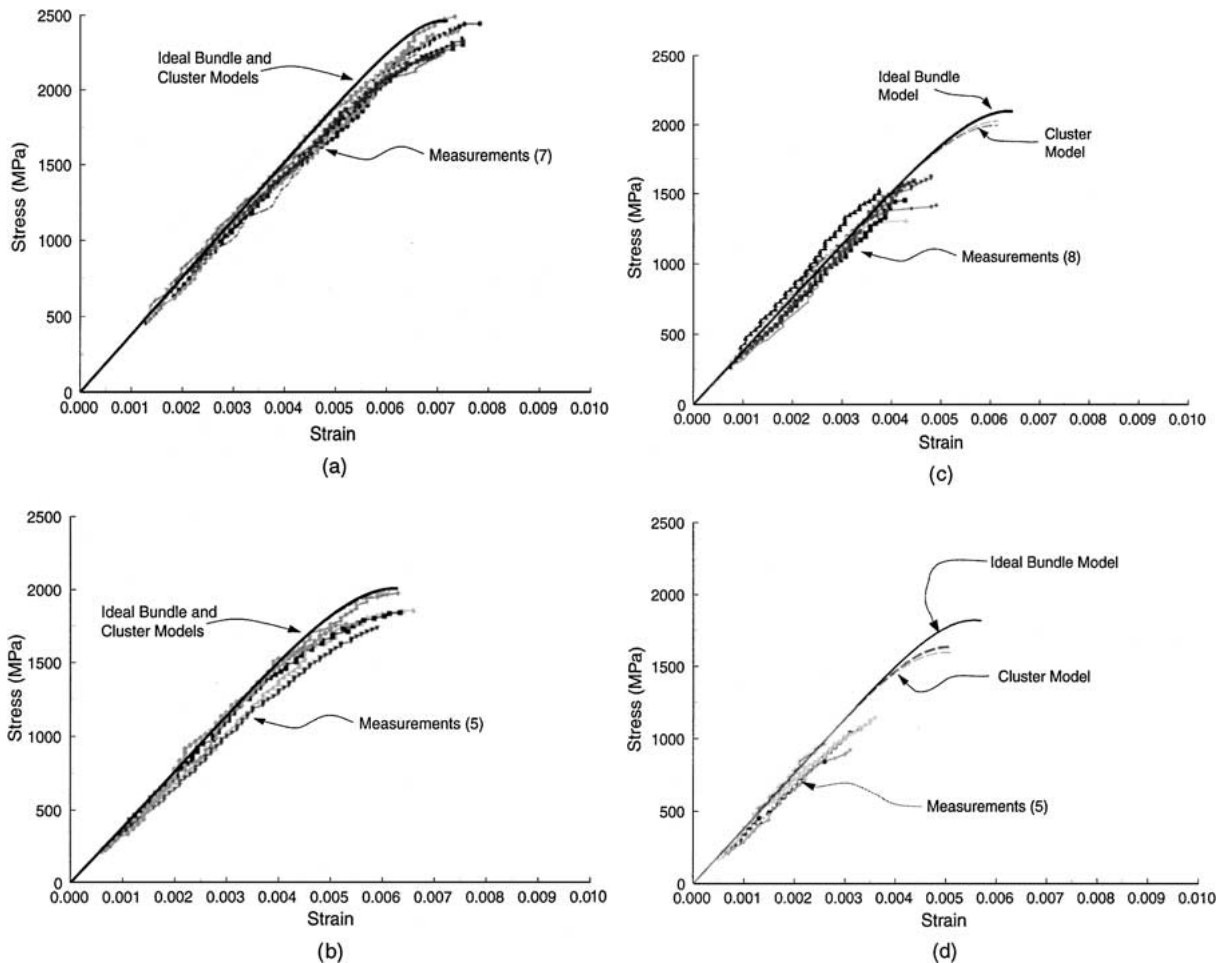 2500
2000
1500
1000
500
0
Stress (MPa)
Ideal Bundle and
Cluster Models
Measurements (7)
0.000 0.001 0.002 0.003 0.004 0.005 0.006 0.007 0.008 0.009 0.010
Strain
(a)
2500
2000
1500
1000
500
0
Stress (MPa)
Ideal Bundle and
Cluster Models
Measurements (5)
0.000 0.001 0.002 0.003 0.004 0.005 0.006 0.007 0.008 0.009 0.010
Strain
(b)
2500
2000
1500
1000
500
0
Stress (MPa)
Ideal Bundle
Model
Cluster
Model
Measurements (8)
0.000 0.001 0.002 0.003 0.004 0.005 0.006 0.007 0.008 0.009 0.010
Strain
(c)
2500
2000
1500
1000
500
0
Stress (MPa)
Ideal Bundle Model
Cluster Model
Measurements (5)
0.000 0.001 0.002 0.003 0.004 0.005 0.006 0.007 0.008 0.009 0.010
Strain
(d)